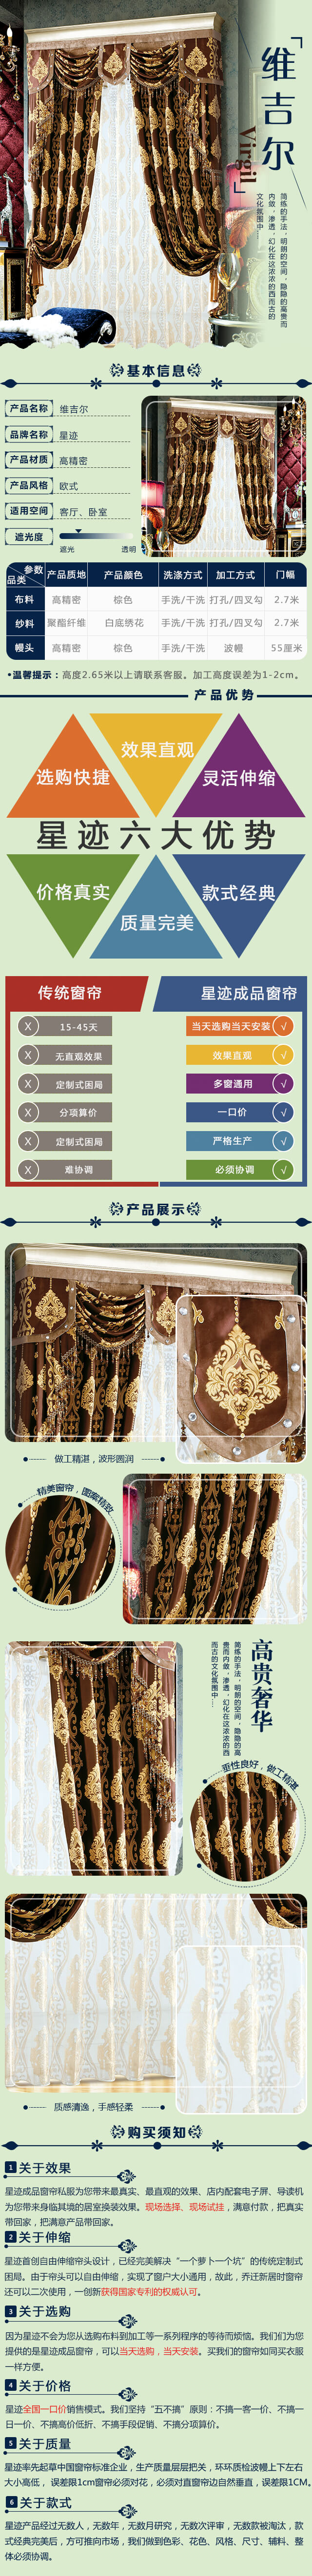 维吉尔
Virgil
简练的手法,明朗的空间,隐隐的高贵而
内敛,渗透,幻化在这浓浓的西而古的
文化氛围中……
基本信息
产品名称 维吉尔
品牌名称 星迹
产品材质 高精密
产品风格 欧式
适用空间 客厅、卧室
遮光度
遮光 透明
参数 品类 产品质地 产品颜色 洗涤方式 加工方式 门幅
布料 高精密 棕色 手洗/干洗 打孔/四叉勾 2.7米
纱料 聚酯纤维 白底绣花 手洗/干洗 打孔/四叉勾 2.7米
幔头 高精密 棕色 手洗/干洗 波幔 55厘米
•温馨提示:高度2.65米以上请联系客服。加工高度误差为1-2cm。
产品优势
选购快捷
效果直观
灵活伸缩
星迹六大优势
价格真实
质量完美
款式经典
传统窗帘 星迹成品窗帘
X 15-45天 当天选购当天安装 √
X 无直观效果 效果直观 √
X 定制式困局 多窗通用 √
X 分项算价 一口价 √
X 定制式困局 严格生产 √
X 难协调 必须协调 √
产品展示
做工精湛,波形圆润
精美窗帘,图案精致
高贵奢华
简练的手法,明朗的空间,隐隐的高
贵而内敛,渗透,幻化在这浓浓的西
而古的文化氛围中……
垂性良好,做工精湛
质感清逸,手感轻柔
购买须知
1 关于效果
星迹成品窗帘私服为您带来最真实、最直观的效果、店内配套电子屏、导读机
为您带来身临其境的居室换装效果。现场选择、现场试挂,满意付款,把真实
带回家,把满意产品带回家。
2 关于伸缩
星迹首创自由伸缩帘头设计,已经完美解决“一个萝卜一个坑”的传统定制式
困局。由于帘头可以自由伸缩,实现了窗户大小通用,故此,乔迁新居时窗帘
还可以二次使用,一创新获得国家专利的权威认可。
3 关于选购
因为星迹不会为您从选购布料到加工等一系列程序的等待而烦恼。我们们为您
提供的是星迹成品窗帘,可以当天选购,当天安装。买我们的窗帘如同买衣服
一样方便。
4 关于价格
星迹全国一口价销售模式。我们坚持“五不搞”原则:不搞一客一价、不搞一
日一价、不搞高价低折、不搞手段促销、不搞分项算价。
5 关于质量
星迹率先起草中国窗帘标准企业,生产质量层层把关,环环质检波幔上下左右
大小高低,误差限1cm窗帘必须对花,必须对直窗帘边自然垂直,误差限1CM。
6 关于款式
星迹产品经过无数人,无数年,无数月研究,无数次评审,无数款被淘汰,款
式经典完美后,方可推向市场,我们做到色彩、花色、风格、尺寸、辅料、整
体必须协调。